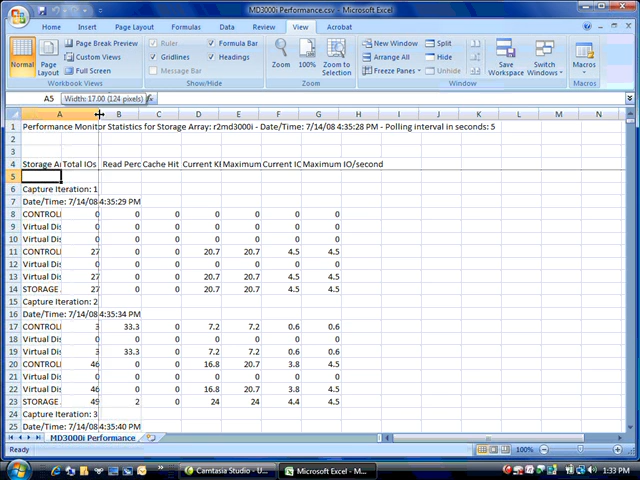 MD3000i Performance.csv - Microsoft Excel
Home Insert Page Layout Formulas Data Review View Acrobat
Normal Page Layout Page Break Preview Custom Views Full Screen
Ruler Formula Bar
Gridlines Headings
Message Bar
Zoom 100% Zoom to Selection
New Window Split
Arrange All Hide
Freeze Panes
Save Workspace Switch Windows Macros
Workbook Views Show/Hide Zoom Window Macros
A5 Width: 17.00 (124 pixels)
A B C D E F G H I J K L M N
1 Performance Monitor Statistics for Storage Array: r2md3000i - Date/Time: 7/14/08 4:35:28 PM - Polling interval in seconds: 5
2
4 Storage Ar Total IOs Read Perc Cache Hit Current KB Maximum Current IO Maximum IO/second
5
6 Capture Iteration: 1
7 Date/Time: 7/14/08 4:35:29 PM
8 CONTROLL 0 0 0 0 0 0 0
9 Virtual Dis 0 0 0 0 0 0 0
10 Virtual Dis 0 0 0 0 0 0 0
11 CONTROLL 27 0 0 20.7 20.7 4.5 4.5
12 Virtual Dis 0 0 0 0 0 0 0
13 Virtual Dis 27 0 0 20.7 20.7 4.5 4.5
14 STORAGE 27 0 0 20.7 20.7 4.5 4.5
15 Capture Iteration: 2
16 Date/Time: 7/14/08 4:35:34 PM
17 CONTROLL 3 33.3 0 7.2 7.2 0.6 0.6
18 Virtual Dis 0 0 0 0 0 0 0
19 Virtual Dis 3 33.3 0 7.2 7.2 0.6 0.6
20 CONTROLL 46 0 0 16.8 20.7 3.8 4.5
21 Virtual Dis 0 0 0 0 0 0 0
22 Virtual Dis 46 0 0 16.8 20.7 3.8 4.5
23 STORAGE 49 2 0 24 24 4.4 4.5
24 Capture Iteration: 3
25 Date/Time: 7/14/08 4:35:40 PM
MD3000i Performance
Ready 100%
Camtasia Studio - U... Microsoft Excel - M... 1:33 PM